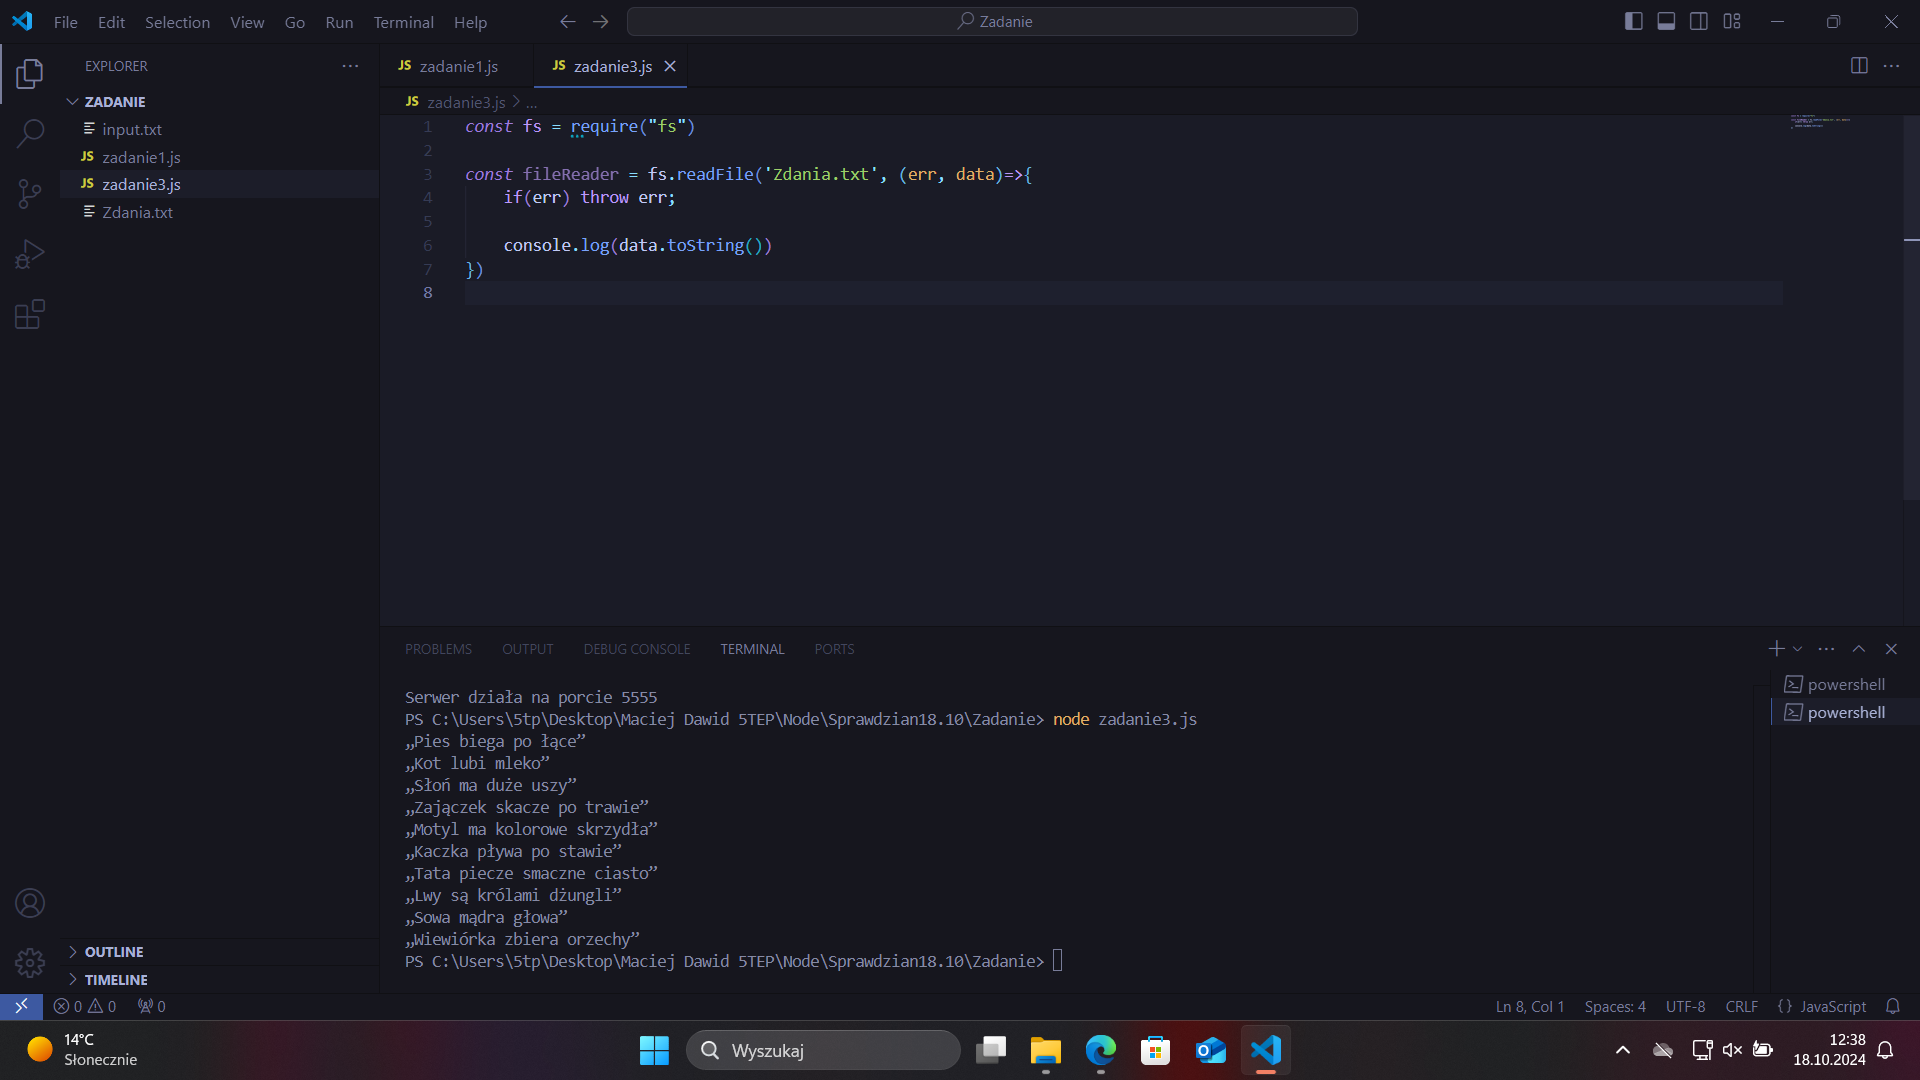 File Edit Selection View Go Run Terminal Help
Zadanie
EXPLORER
ZADANIE
input.txt
JS zadanie1.js
JS zadanie3.js
Zdania.txt
OUTLINE
TIMELINE
JS zadanie1.js
JS zadanie3.js
JS zadanie3.js > ...
1 const fs = require("fs")
2
3 const fileReader = fs.readFile('Zdania.txt', (err, data)=>{
4 if(err) throw err;
5
6 console.log(data.toString())
7 })
8
PROBLEMS OUTPUT DEBUG CONSOLE TERMINAL PORTS
Serwer działa na porcie 5555
PS C:\Users\5tp\Desktop\Maciej Dawid 5TEP\Node\Sprawdzian18.10\Zadanie> node zadanie3.js
„Pies biega po łące”
„Kot lubi mleko”
„Słoń ma duże uszy”
„Zajączek skacze po trawie”
„Motyl ma kolorowe skrzydła”
„Kaczka pływa po stawie”
„Tata piecze smaczne ciasto”
„Lwy są królami dżungli”
„Sowa mądra głowa”
„Wiewiórka zbiera orzechy”
PS C:\Users\5tp\Desktop\Maciej Dawid 5TEP\Node\Sprawdzian18.10\Zadanie>
powershell
powershell
0 0 0
Ln 8, Col 1 Spaces: 4 UTF-8 CRLF {} JavaScript
14°C
Słonecznie
Wyszukaj
12:38
18.10.2024